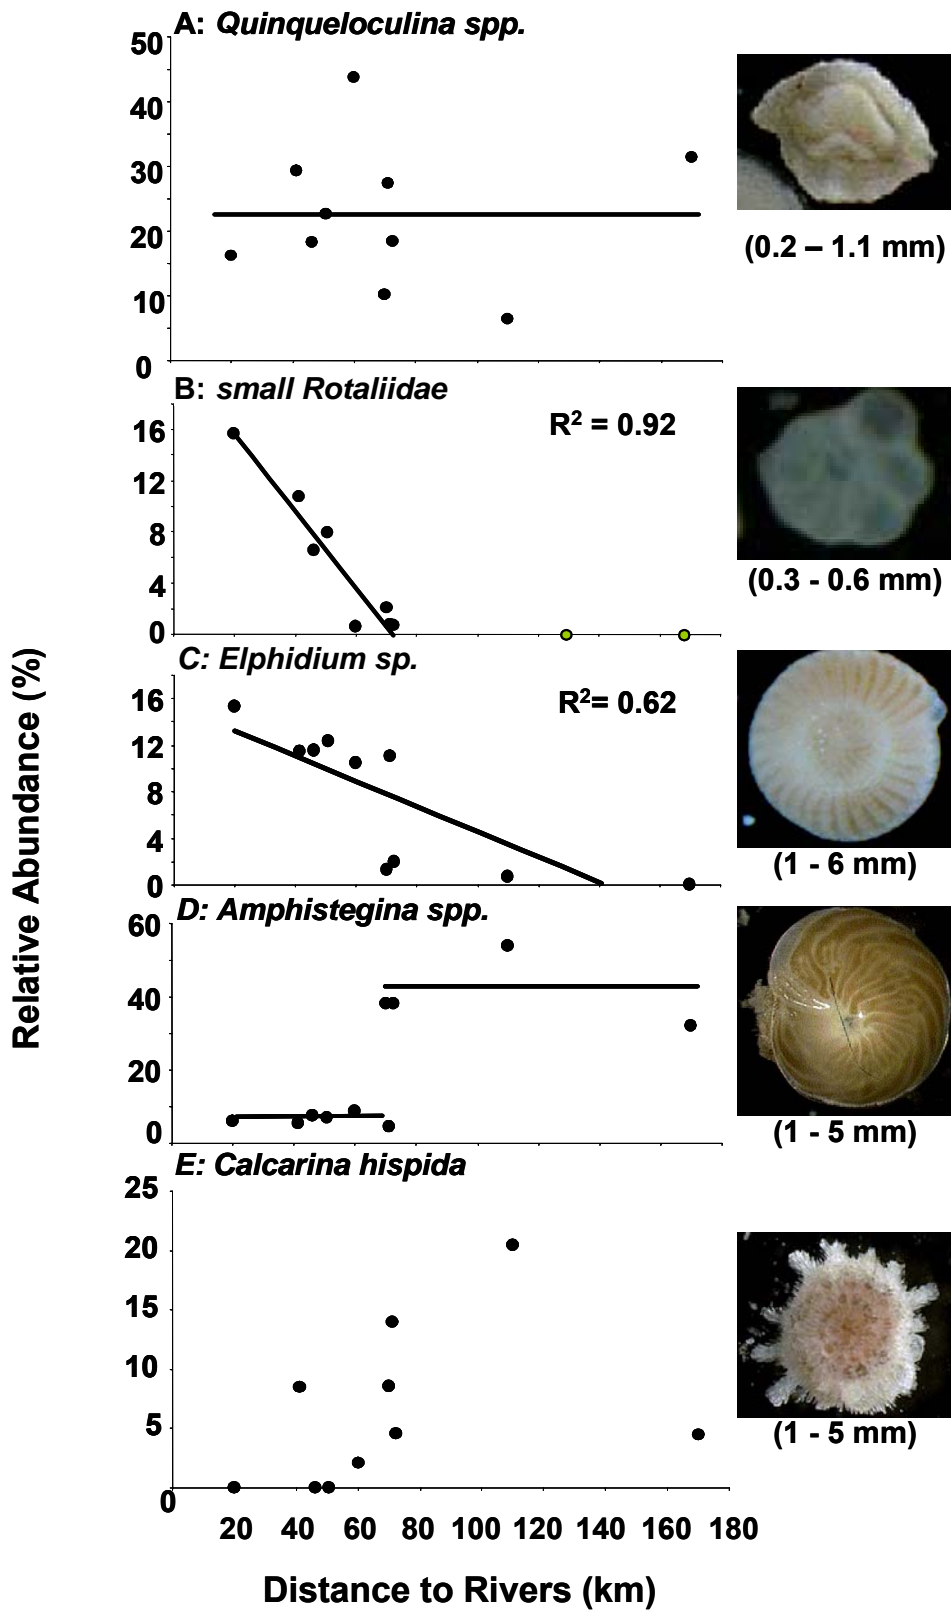 A: Quinqueloculina spp.
50
40
30
20
10
0
(0.2 – 1.1 mm)
B: small Rotaliidae
R² = 0.92
16
12
8
4
0
(0.3 - 0.6 mm)
C: Elphidium sp.
R²= 0.62
16
12
8
4
0
(1 - 6 mm)
Relative Abundance (%)
D: Amphistegina spp.
60
40
20
0
(1 - 5 mm)
E: Calcarina hispida
25
20
15
10
5
0
(1 - 5 mm)
20 40 60 80 100 120 140 160 180
Distance to Rivers (km)